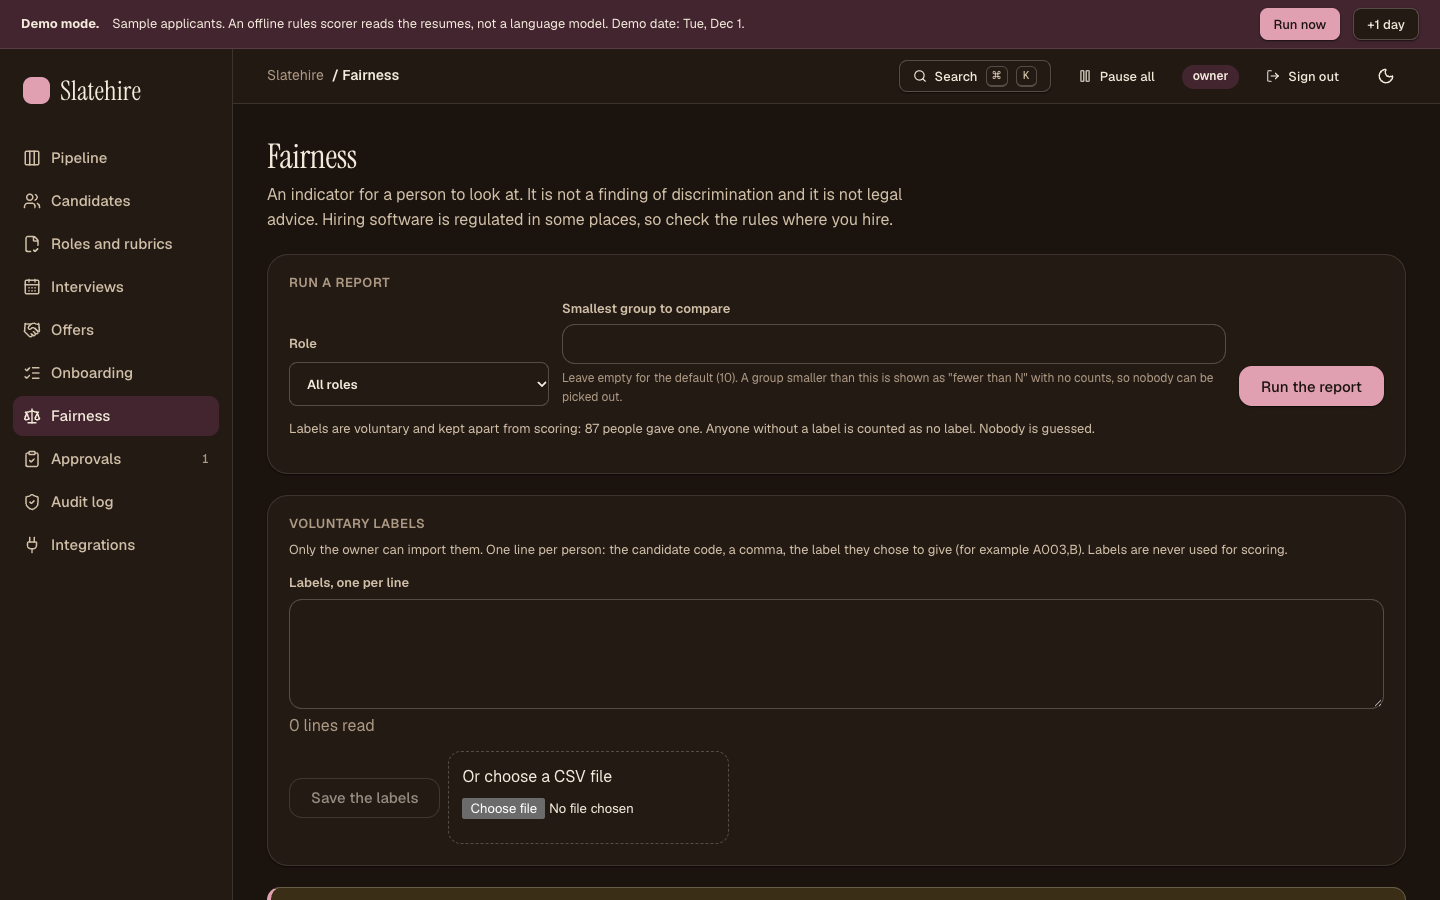 Demo mode. Sample applicants. An offline rules scorer reads the resumes, not a language model. Demo date: Tue, Dec 1.
Run now
+1 day
Slatehire
Slatehire / Fairness
Search ⌘ K
Pause all
owner
Sign out
Pipeline
Candidates
Roles and rubrics
Interviews
Offers
Onboarding
Fairness
Approvals 1
Audit log
Integrations
Fairness
An indicator for a person to look at. It is not a finding of discrimination and it is not legal
advice. Hiring software is regulated in some places, so check the rules where you hire.
RUN A REPORT
Role
All roles
Smallest group to compare
Leave empty for the default (10). A group smaller than this is shown as "fewer than N" with no counts, so nobody can be
picked out.
Run the report
Labels are voluntary and kept apart from scoring: 87 people gave one. Anyone without a label is counted as no label. Nobody is guessed.
VOLUNTARY LABELS
Only the owner can import them. One line per person: the candidate code, a comma, the label they chose to give (for example A003,B). Labels are never used for scoring.
Labels, one per line
0 lines read
Save the labels
Or choose a CSV file
Choose file No file chosen